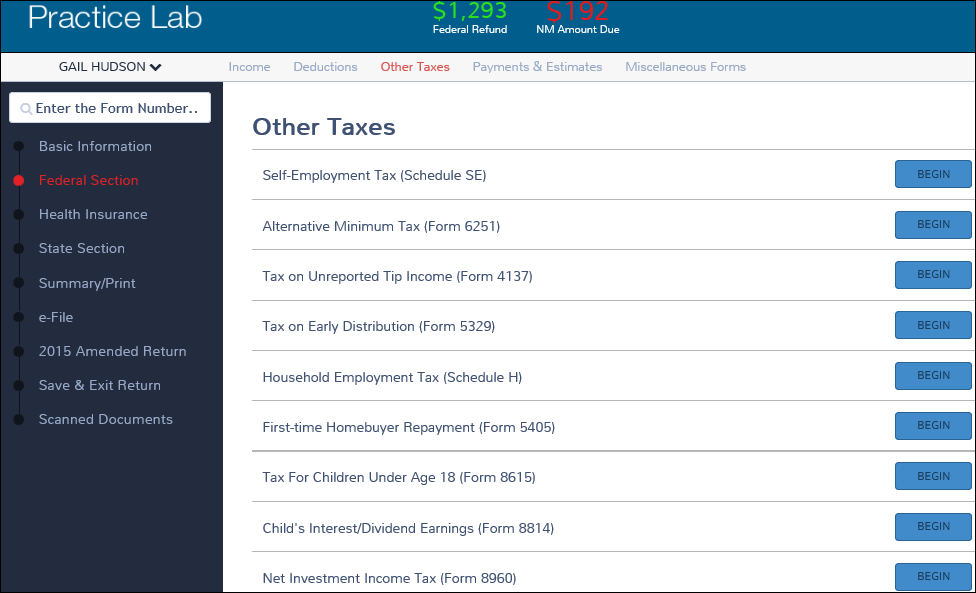 Practice Lab
$1,293
Federal Refund
$192
NM Amount Due
GAIL HUDSON
Income
Deductions
Other Taxes
Payments & Estimates
Miscellaneous Forms
Enter the Form Number..
Basic Information
Federal Section
Health Insurance
State Section
Summary/Print
e-File
2015 Amended Return
Save & Exit Return
Scanned Documents
Other Taxes
Self-Employment Tax (Schedule SE)
BEGIN
Alternative Minimum Tax (Form 6251)
BEGIN
Tax on Unreported Tip Income (Form 4137)
BEGIN
Tax on Early Distribution (Form 5329)
BEGIN
Household Employment Tax (Schedule H)
BEGIN
First-time Homebuyer Repayment (Form 5405)
BEGIN
Tax For Children Under Age 18 (Form 8615)
BEGIN
Child's Interest/Dividend Earnings (Form 8814)
BEGIN
Net Investment Income Tax (Form 8960)
BEGIN